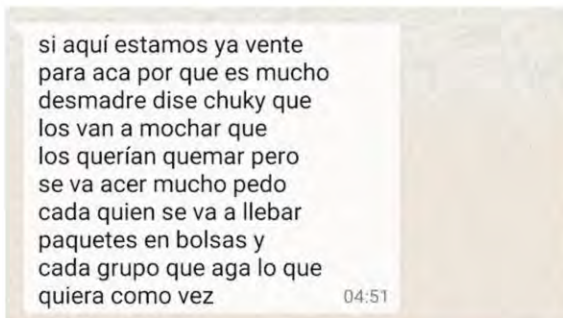 si aquí estamos ya vente
para aca por que es mucho
desmadre dise chuky que
los van a mochar que
los querían quemar pero
se va acer mucho pedo
cada quien se va a llebar
paquetes en bolsas y
cada grupo que aga lo que
quiera como vez
04:51